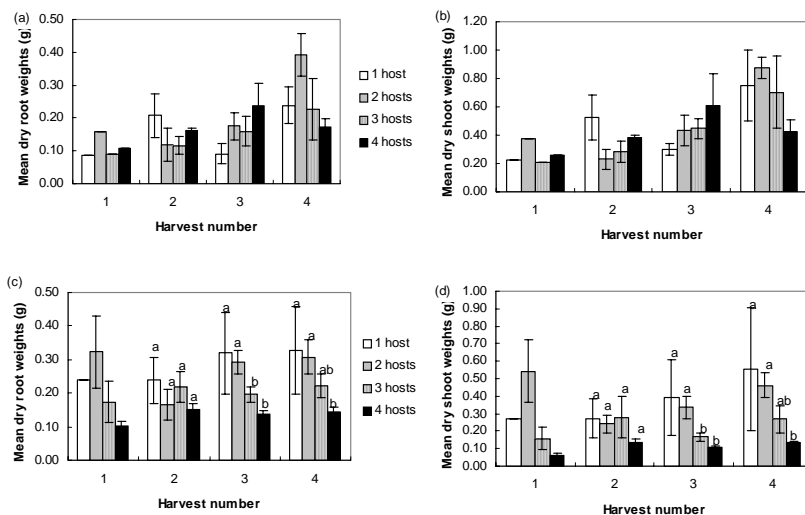 (a)
Mean dry root weights (g)
0.50
0.40
0.30
0.20
0.10
0.00
1 2 3 4
Harvest number
1 host
2 hosts
3 hosts
4 hosts
(b)
Mean dry shoot weights (g)
1.20
1.00
0.80
0.60
0.40
0.20
0.00
1 2 3 4
Harvest number
(c)
Mean dry root weights (g)
0.50
0.40
0.30
0.20
0.10
0.00
a a a a
a a b b
a a ab b
1 2 3 4
Harvest number
1 host
2 hosts
3 hosts
4 hosts
(d)
Mean dry shoot weights (g)
1.00
0.90
0.80
0.70
0.60
0.50
0.40
0.30
0.20
0.10
0.00
a a a a
a a b b
a a ab b
1 2 3 4
Harvest number